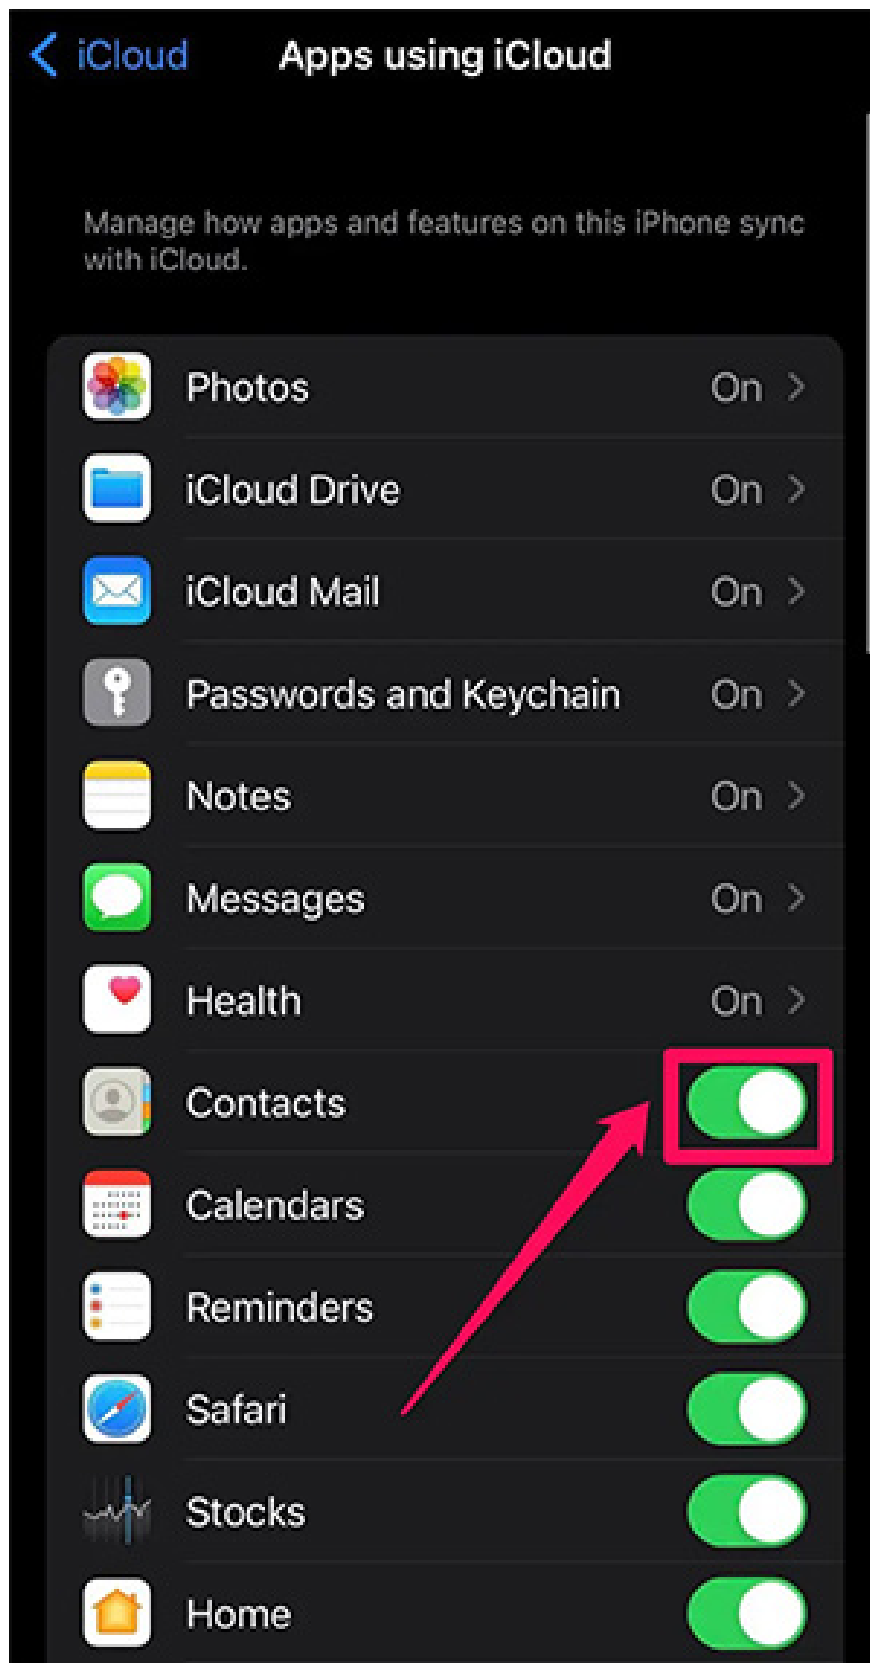 iCloud
Apps using iCloud
Manage how apps and features on this iPhone sync
with iCloud.
Photos On
iCloud Drive On
iCloud Mail On
Passwords and Keychain On
Notes On
Messages On
Health On
Contacts
Calendars
Reminders
Safari
Stocks
Home